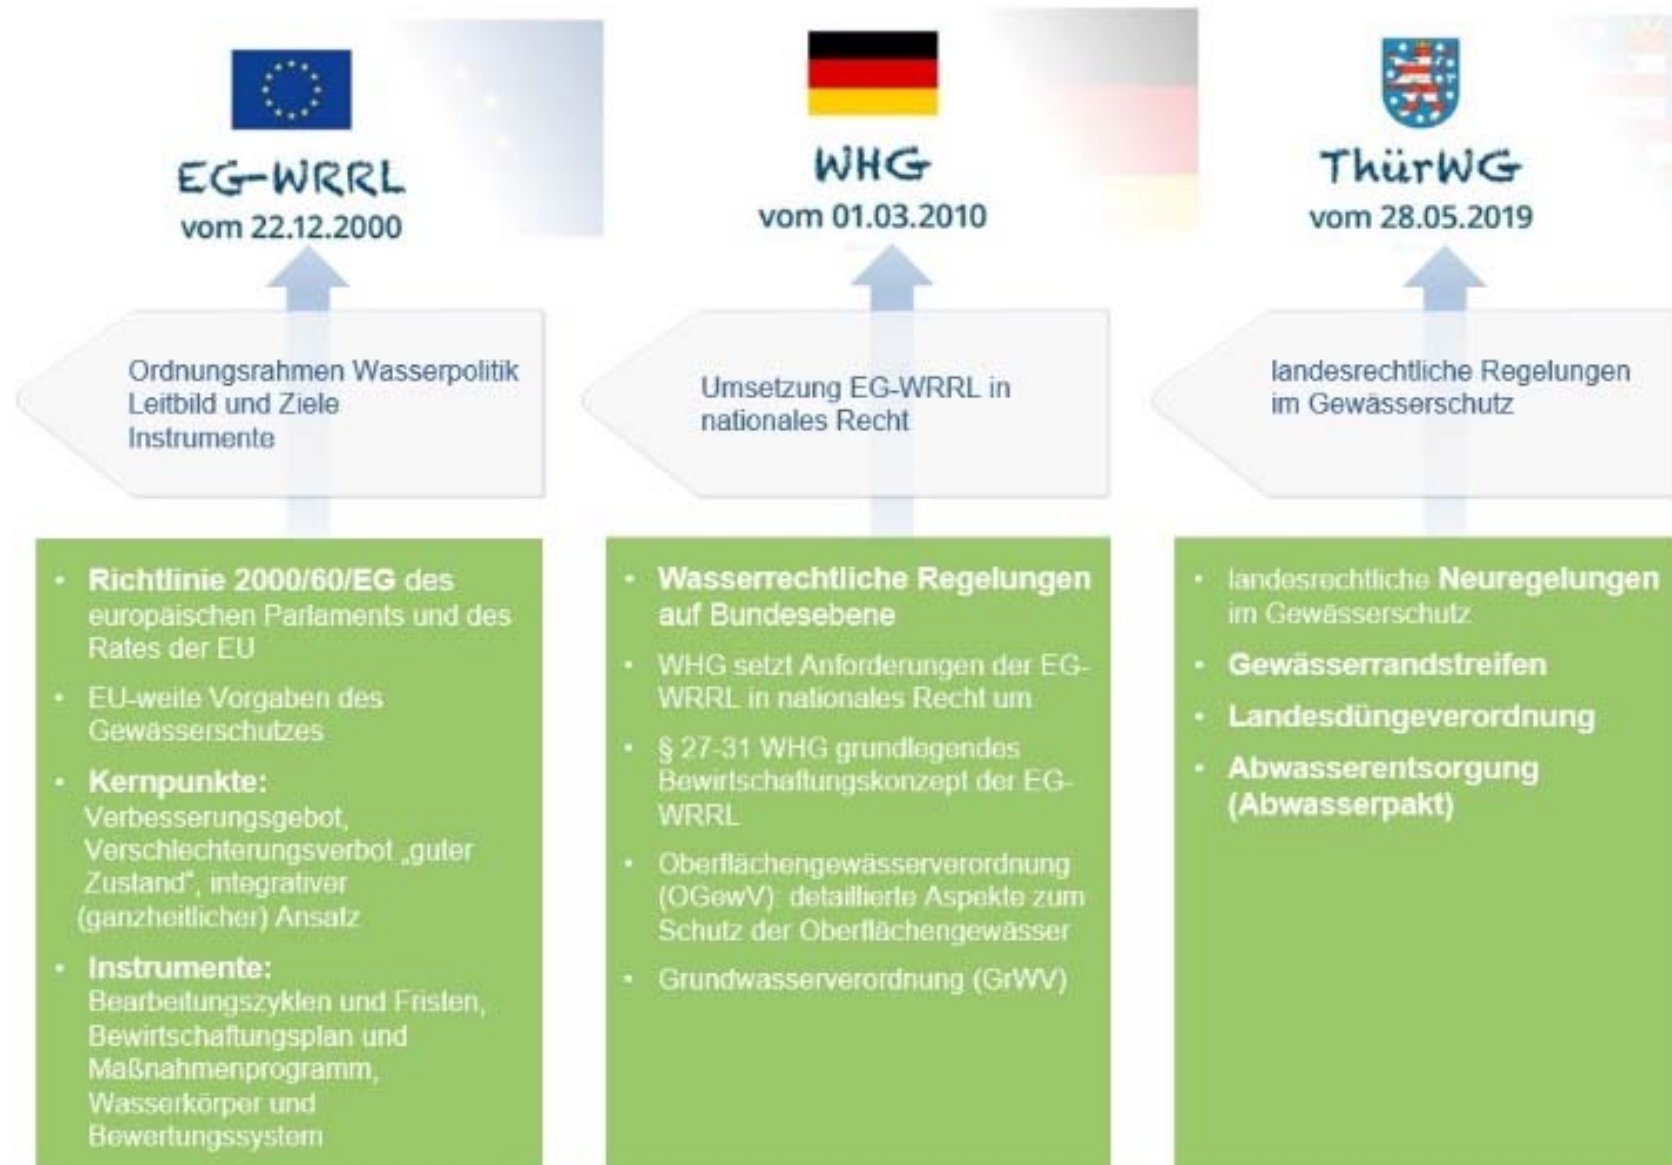 EG-WRRL
vom 22.12.2000
Ordnungsrahmen Wasserpolitik
Leitbild und Ziele
Instrumente
• Richtlinie 2000/60/EG des
europäischen Parlaments und des
Rates der EU
• EU-weite Vorgaben des
Gewässerschutzes
• Kernpunkte:
Verbesserungsgebot,
Verschlechterungsverbot „guter
Zustand“, integrativer
(ganzheitlicher) Ansatz
• Instrumente:
Bearbeitungszyklen und Fristen,
Bewirtschaftungsplan und
Maßnahmenprogramm,
Wasserkörper und
Bewertungssystem
WHG
vom 01.03.2010
Umsetzung EG-WRRL in
nationales Recht
• Wasserrechtliche Regelungen
auf Bundesebene
• WHG setzt Anforderungen der EG-
WRRL in nationales Recht um
• § 27-31 WHG grundlegendes
Bewirtschaftungskonzept der EG-
WRRL
• Oberflächengewässerverordnung
(OGewV): detaillierte Aspekte zum
Schutz der Oberflächengewässer
• Grundwasserverordnung (GrWV)
ThürWG
vom 28.05.2019
landesrechtliche Regelungen
im Gewässerschutz
• landesrechtliche Neuregelungen
im Gewässerschutz
• Gewässerrandstreifen
• Landesdüngeverordnung
• Abwasserentsorgung
(Abwasserpakt)